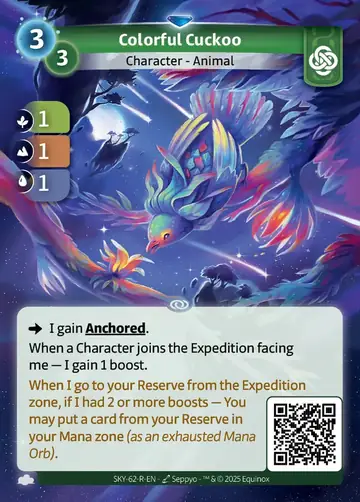 3
3
Colorful Cuckoo
Character - Animal
1
1
1
➔ I gain Anchored.
When a Character joins the Expedition facing
me — I gain 1 boost.
When I go to your Reserve from the Expedition
zone, if I had 2 or more boosts — You
may put a card from your Reserve in
your Mana zone (as an exhausted Mana
Orb).
SKY-62-R-EN - Seppyo - ™ & © 2025 Equinox